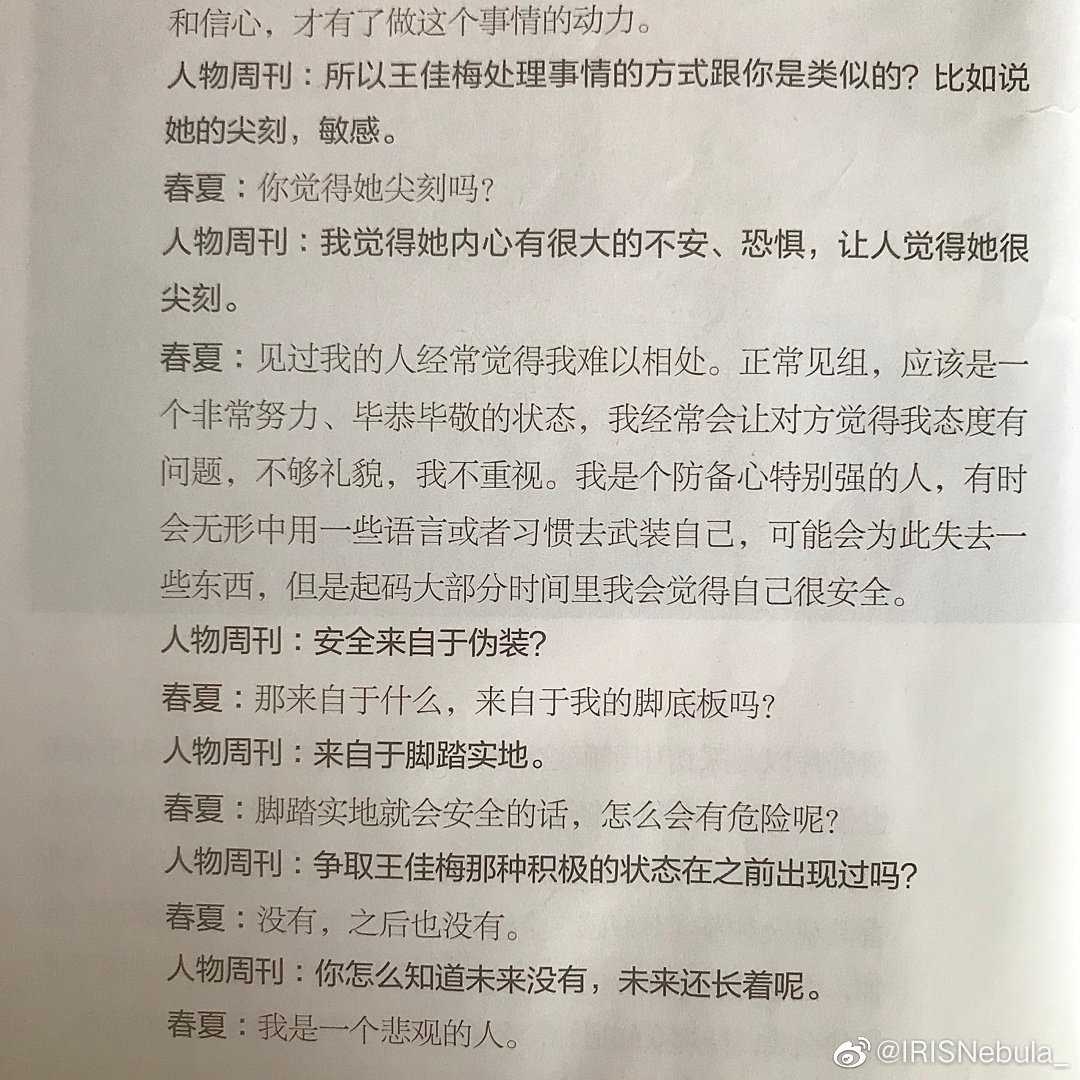 和信心，才有了做这个事情的动力。
人物周刊：所以王佳梅处理事情的方式跟你是类似的？比如说
她的尖刻，敏感。
春夏：你觉得她尖刻吗？
人物周刊：我觉得她内心有很大的不安、恐惧，让人觉得她很
尖刻。
春夏：见过我的人经常觉得我难以相处。正常见组，应该是一
个非常努力、毕恭毕敬的状态，我经常会让对方觉得我态度有
问题，不够礼貌，我不重视。我是个防备心特别强的人，有时
会无形中用一些语言或者习惯去武装自己，可能会为此失去一
些东西，但是起码大部分时间里我会觉得自己很安全。
人物周刊：安全来自于伪装？
春夏：那来自于什么，来自于我的脚底板吗？
人物周刊：来自于脚踏实地。
春夏：脚踏实地就会安全的话，怎么会有危险呢？
人物周刊：争取王佳梅那种积极的状态在之前出现过吗？
春夏：没有，之后也没有。
人物周刊：你怎么知道未来没有，未来还长着呢。
春夏：我是一个悲观的人。
@IRISNebula_